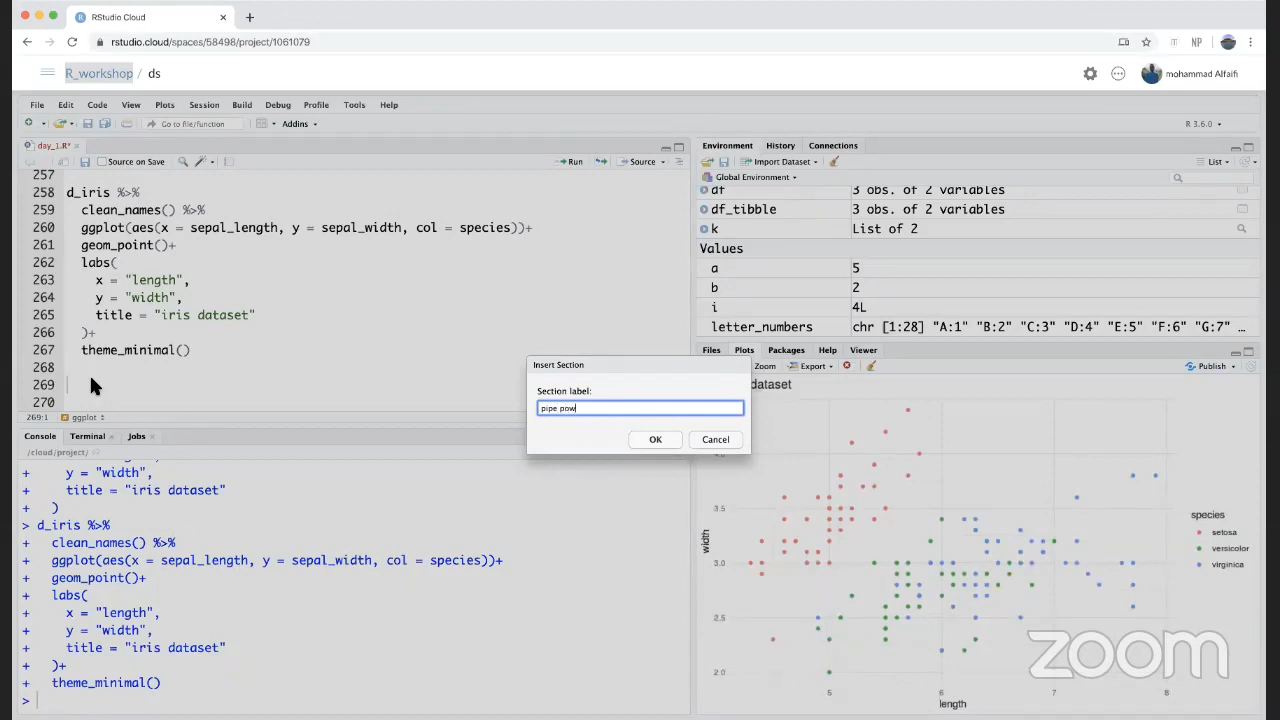 RStudio Cloud
rstudio.cloud/spaces/58498/project/1061079
NP
R_workshop / ds
mohammad Alfaifi
File Edit Code View Plots Session Build Debug Profile Tools Help
Go to file/function
Addins
R 3.6.0
day_1.R*
Source on Save
Run
Source
257
258 d_iris %>%
259 clean_names() %>%
260 ggplot(aes(x = sepal_length, y = sepal_width, col = species))+
261 geom_point()+
262 labs(
263 x = "length",
264 y = "width",
265 title = "iris dataset"
266 )+
267 theme_minimal()
268
269
270
269:1 ggplot
Console Terminal Jobs
/cloud/project/
+ y = "width",
+ title = "iris dataset"
+ )
> d_iris %>%
+ clean_names() %>%
+ ggplot(aes(x = sepal_length, y = sepal_width, col = species))+
+ geom_point()+
+ labs(
+ x = "length",
+ y = "width",
+ title = "iris dataset"
+ )+
+ theme_minimal()
>
Insert Section
Section label:
pipe pow
OK Cancel
Environment History Connections
Import Dataset
List
Global Environment
df 3 obs. of 2 variables
df_tibble 3 obs. of 2 variables
k List of 2
Values
a 5
b 2
i 4L
letter_numbers chr [1:28] "A:1" "B:2" "C:3" "D:4" "E:5" "F:6" "G:7" …
Files Plots Packages Help Viewer
Zoom Export Publish
dataset
3.5
3.0
2.5
2.0
width
5 6 7 8
length
species
setosa
versicolor
virginica
zoom